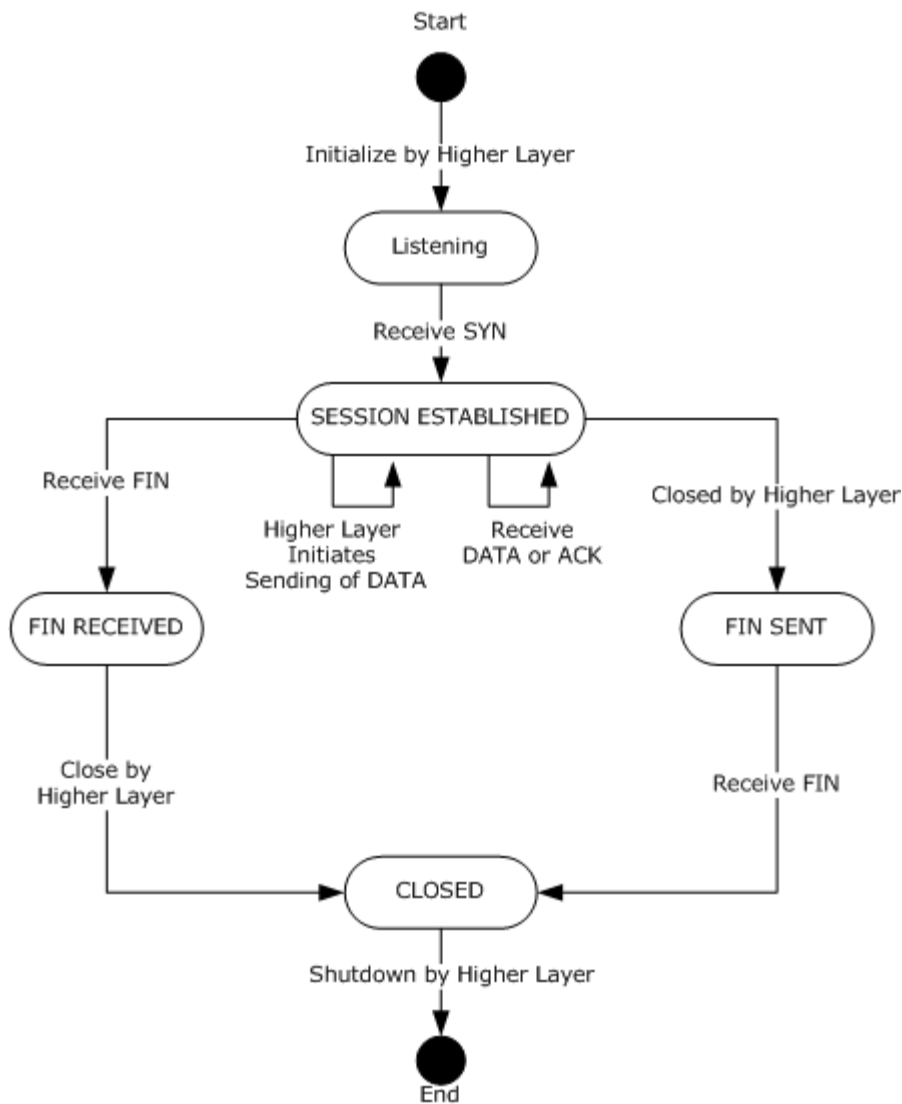 Start
Initialize by Higher Layer
Listening
Receive SYN
SESSION ESTABLISHED
Receive FIN
Higher Layer
Initiates
Sending of DATA
Receive
DATA or ACK
Closed by Higher Layer
FIN RECEIVED
FIN SENT
Close by
Higher Layer
Receive FIN
CLOSED
Shutdown by Higher Layer
End